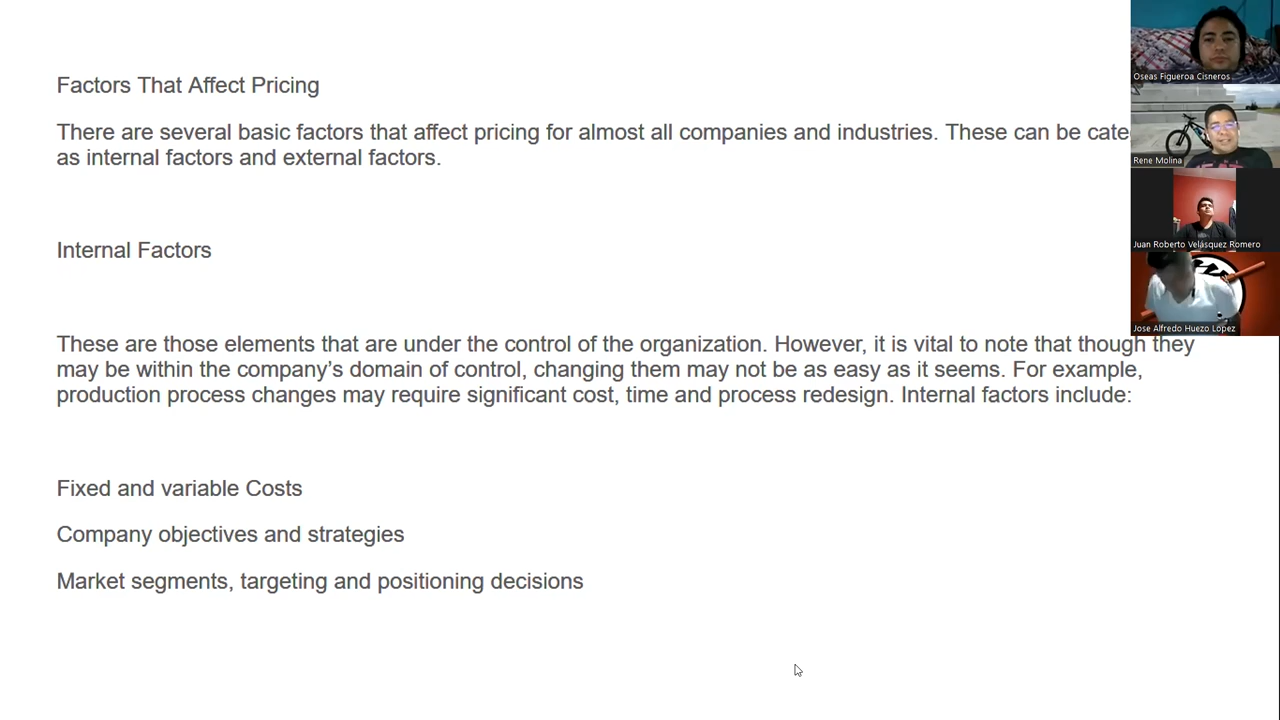 Factors That Affect Pricing
There are several basic factors that affect pricing for almost all companies and industries. These can be
as internal factors and external factors.
Internal Factors
These are those elements that are under the control of the organization. However, it is vital to note that though they
may be within the company’s domain of control, changing them may not be as easy as it seems. For example,
production process changes may require significant cost, time and process redesign. Internal factors include:
Fixed and variable Costs
Company objectives and strategies
Market segments, targeting and positioning decisions
Oseas Figueroa Cisneros
Rene Molina
Juan Roberto Velásquez Romero
Jose Alfredo Huezo López